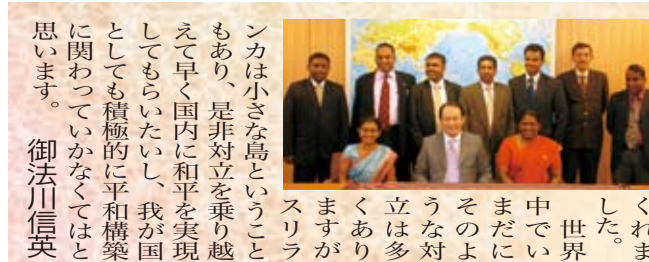 くれま
した。
世界
中でい
まだに
そのよ
うな対
立は多
くあり
ますが
スリラ
ンカは小さな島ということ
もあり、是非対立を乗り越
えて早く国内に和平を実現
してもらいたいし、我が国
としても積極的に平和構築
に関わっていかなくてはと
思います。
御法川信英